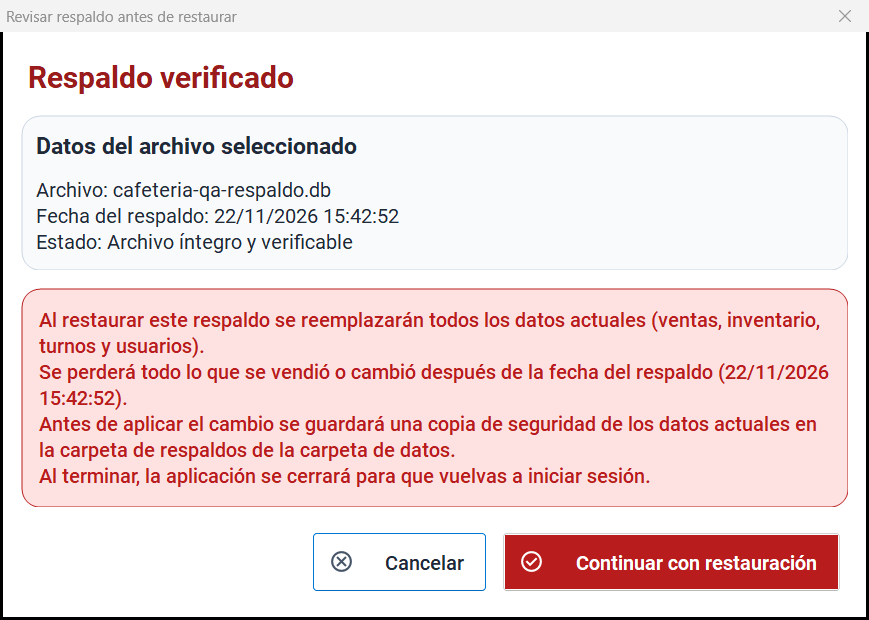 Revisar respaldo antes de restaurar
Respaldo verificado
Datos del archivo seleccionado
Archivo: cafeteria-qa-respaldo.db
Fecha del respaldo: 22/11/2026 15:42:52
Estado: Archivo íntegro y verificable
Al restaurar este respaldo se reemplazarán todos los datos actuales (ventas, inventario,
turnos y usuarios).
Se perderá todo lo que se vendió o cambió después de la fecha del respaldo (22/11/2026
15:42:52).
Antes de aplicar el cambio se guardará una copia de seguridad de los datos actuales en
la carpeta de respaldos de la carpeta de datos.
Al terminar, la aplicación se cerrará para que vuelvas a iniciar sesión.
Cancelar
Continuar con restauración